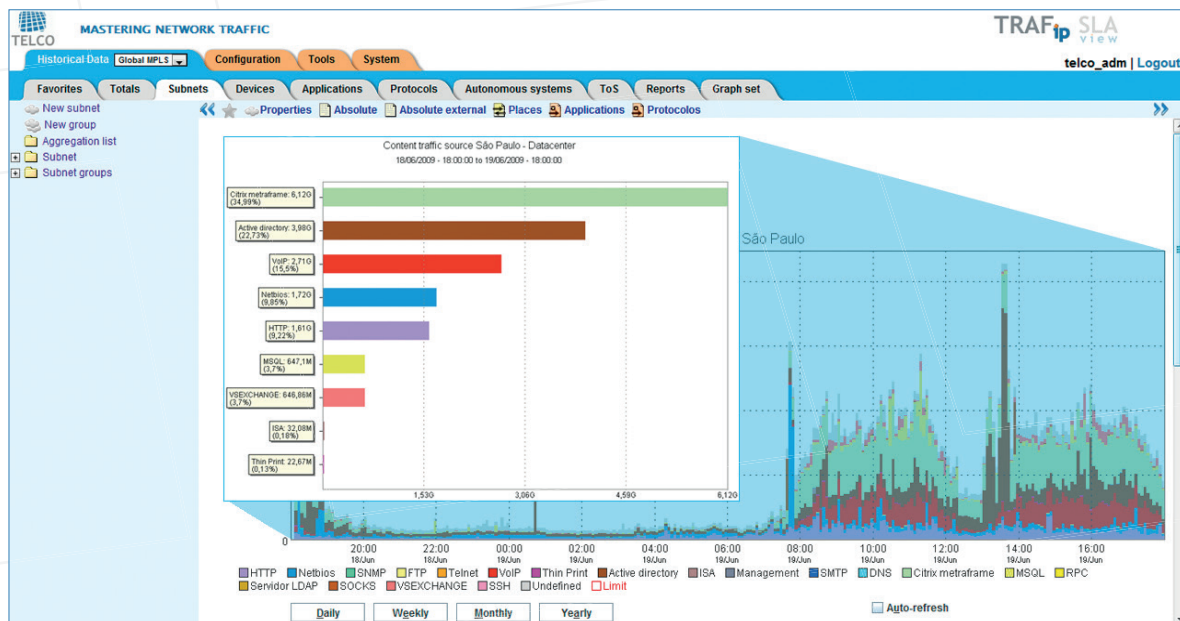 TELCO
MASTERING NETWORK TRAFFIC
TRAFip SLAview
Historical Data Global MPLS Configuration Tools System
telco_adm | Logout
Favorites Totals Subnets Devices Applications Protocols Autonomous systems ToS Reports Graph set
New subnet
New group
Aggregation list
Subnet
Subnet groups
Properties Absolute Absolute external Places Applications Protocolos
Content traffic source São Paulo - Datacenter
18/06/2009 - 18:00:00 to 19/06/2009 - 18:00:00
Citrix metraframe: 6,12G
(34,99%)
Active directory: 3,98G
(22,73%)
VoIP: 2,71G
(15,5%)
Netbios: 1,72G
(9,85%)
HTTP: 1,61G
(9,22%)
MSQL: 647,1M
(3,7%)
VSEXCHANGE: 646,86M
(3,7%)
ISA: 32,08M
(0,18%)
Thin Print: 22,67M
(0,13%)
1,530 3,060 4,590 6,120
São Paulo
0
20:00 22:00 00:00 02:00 04:00 06:00 08:00 10:00 12:00 14:00 16:00
18/Jun 18/Jun 19/Jun 19/Jun 19/Jun 19/Jun 19/Jun 19/Jun 19/Jun 19/Jun 19/Jun
HTTP Netbios SNMP FTP Telnet VoIP Thin Print Active directory ISA Management SMTP DNS Citrix metraframe MSQL RPC
Servidor LDAP SOCKS VSEXCHANGE SSH Undefined Limit
Daily Weekly Monthly Yearly
Auto-refresh